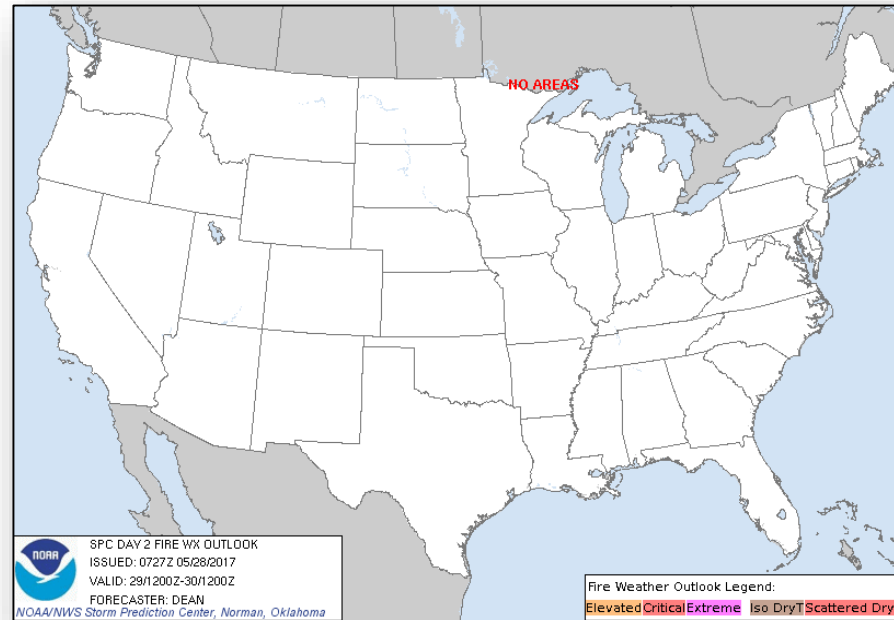 NO AREAS
NOAA
SPC DAY 2 FIRE WX OUTLOOK
ISSUED: 0727Z 05/28/2017
VALID: 29/1200Z-30/1200Z
FORECASTER: DEAN
NOAA/NWS Storm Prediction Center, Norman, Oklahoma
Fire Weather Outlook Legend:
Elevated Critical Extreme Iso DryT Scattered Dry